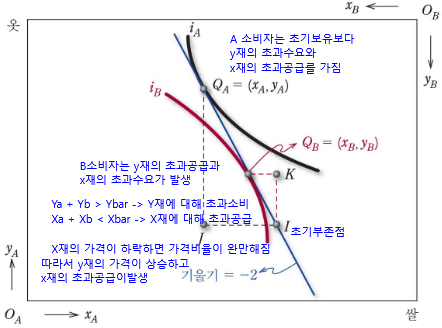 x_B
O_B
옷
i_A
A 소비자는 초기보유보다
y재의 초과수요와
x재의 초과공급를 가짐
y_B
Q_A = (x_A, y_A)
i_B
Q_B = (x_B, y_B)
B소비자는 y재의 초과공급과
x재의 초과수요가 발생
K
Ya + Yb > Ybar -> Y재에 대해 초과소비
Xa + Xb < Xbar -> X재에 대해 초과공급
J
I
초기부존점
X재의 가격이 하락하면 가격비율이 완만해짐
y_A
따라서 y재의 가격이 상승하고
x재의 초과공급이발생
기울기 = −2
O_A
x_A
쌀